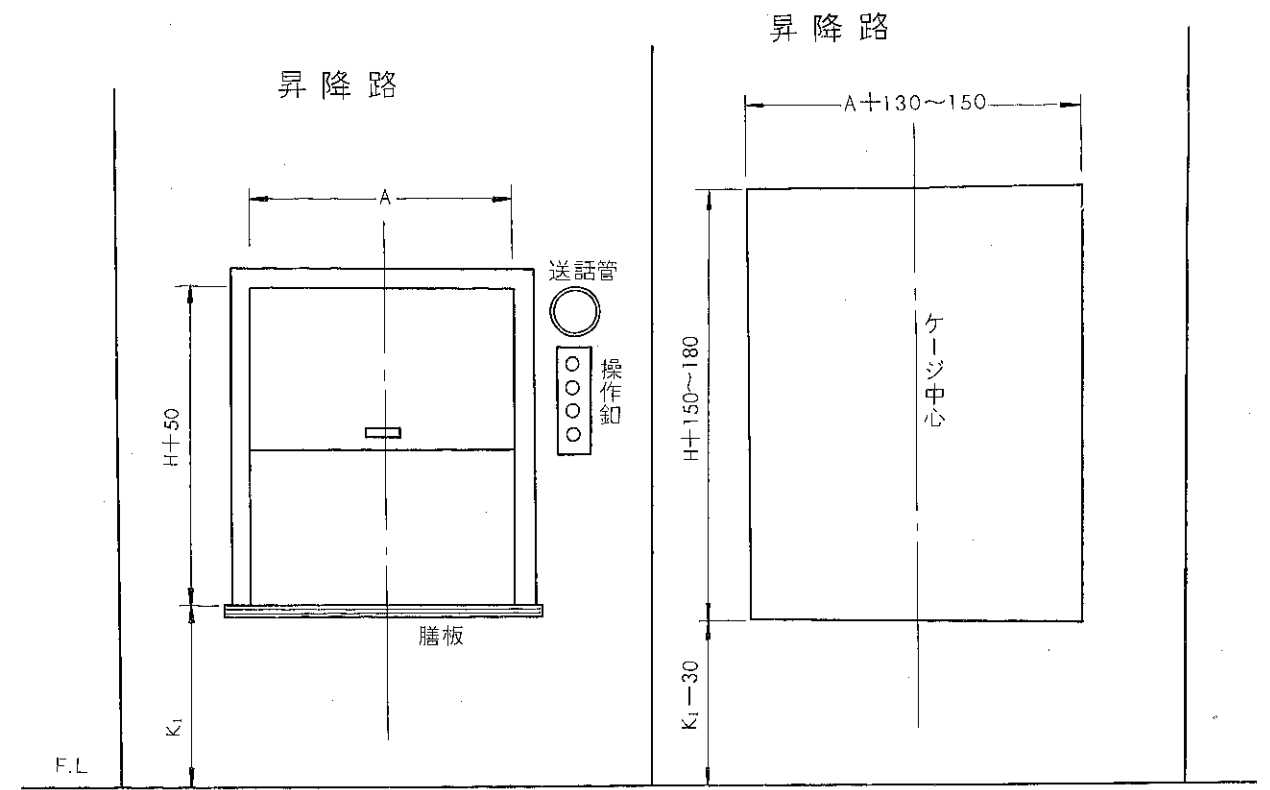 昇降路
昇降路
A+130～150
A
送話管
操作釦
H+50
膳板
K₁
F.L
ケージ中心
H+150～180
K₁-30